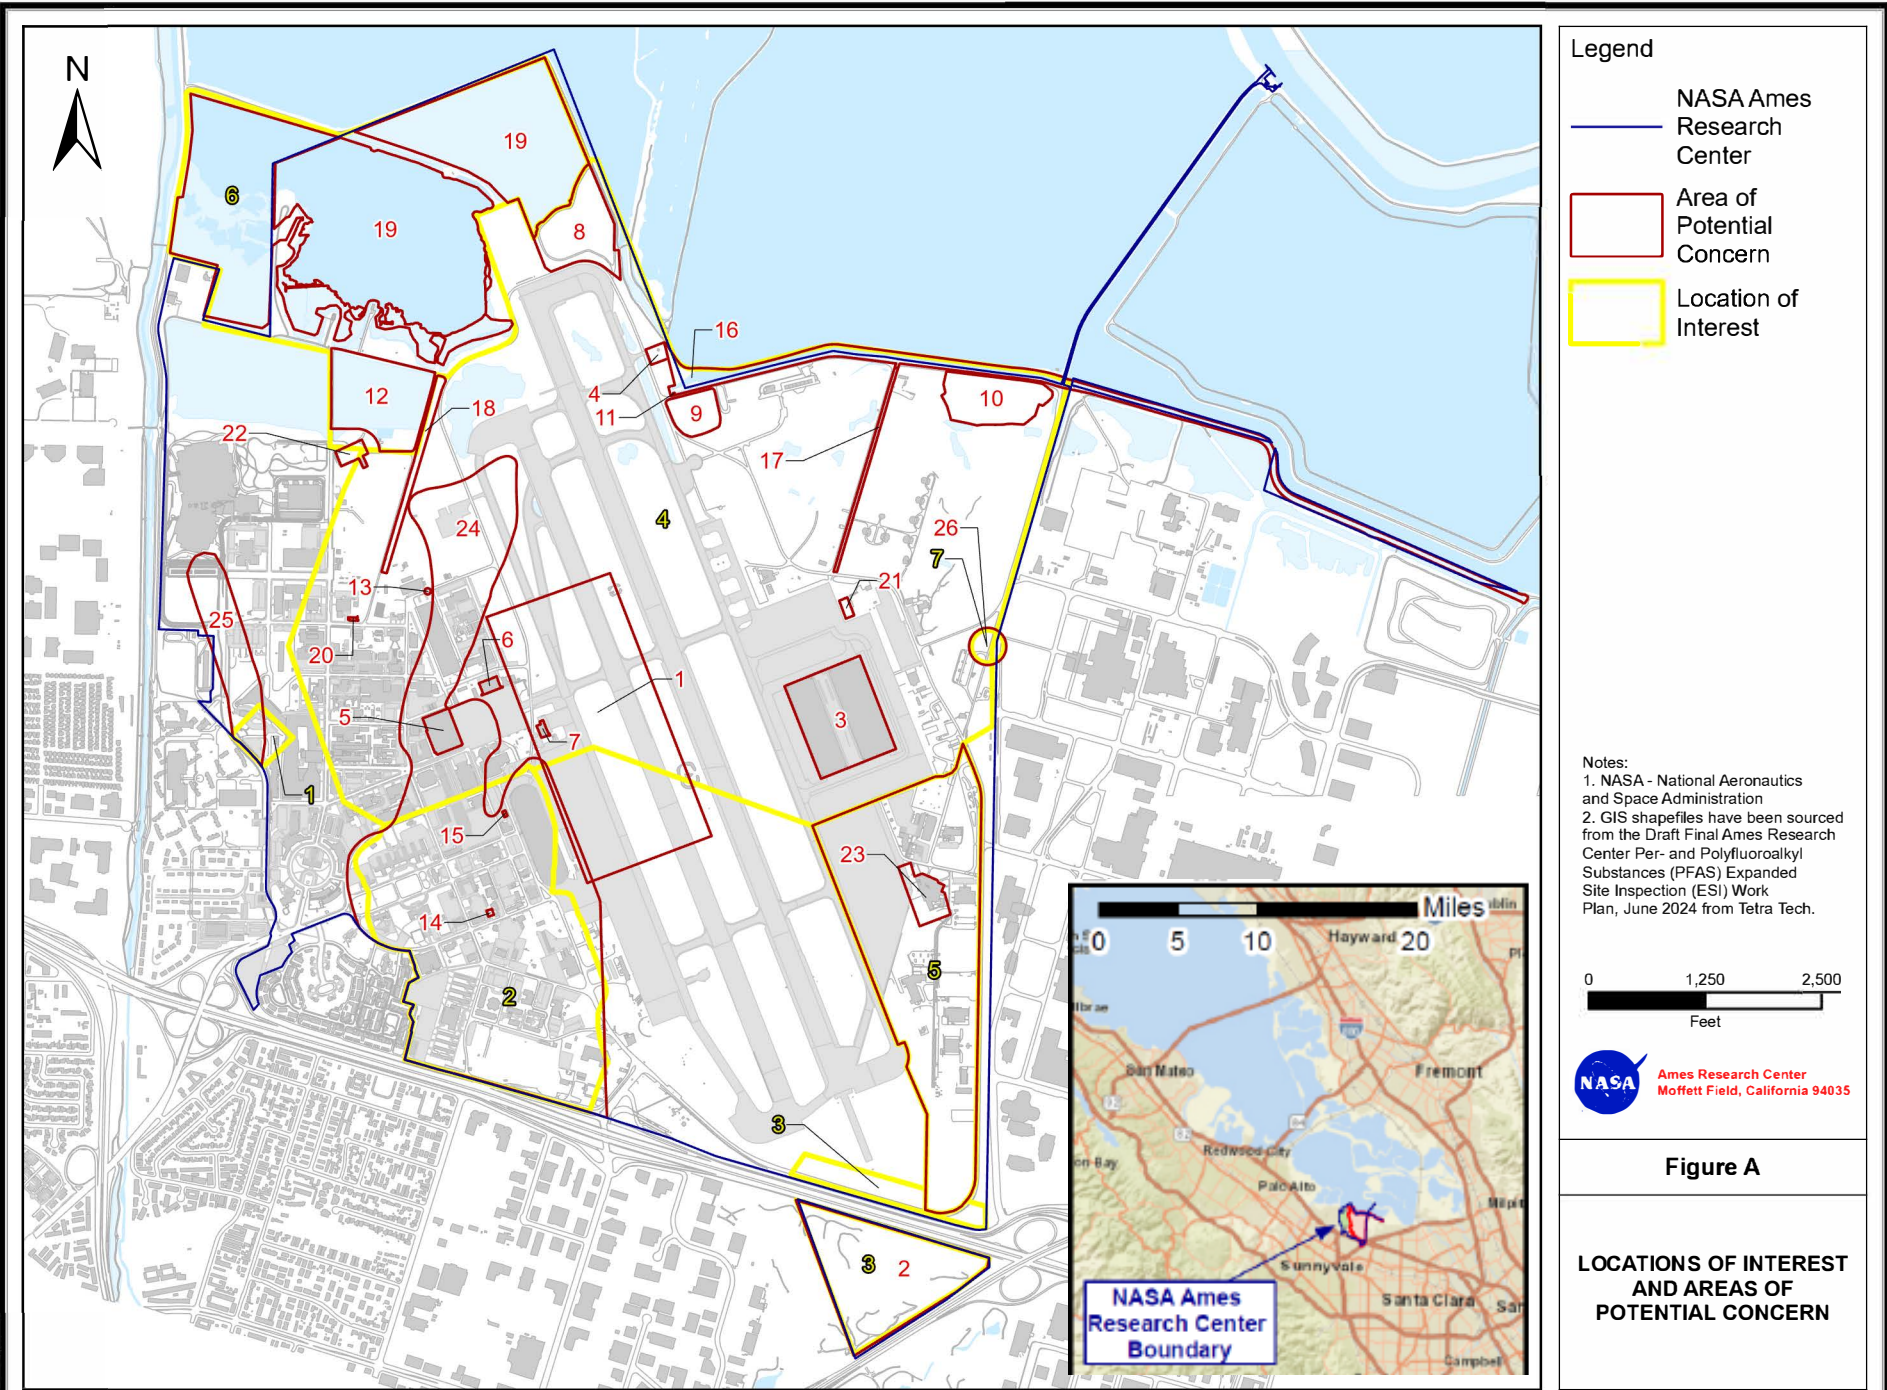 N
19
6
19
8
16
4
11
9
10
12
18
22
17
24
4
26
7
13
21
25
20
6
1
5
3
7
1
15
23
14
5
2
3
3
2
Miles
0
5
10
20
Hayward
San Mateo
Fremont
Redwood City
Palo Alto
Sunnyvale
Santa Clara
Campbell
NASA Ames
Research Center
Boundary
Legend
NASA Ames
Research
Center
Area of
Potential
Concern
Location of
Interest
Notes:
1. NASA - National Aeronautics
and Space Administration
2. GIS shapefiles have been sourced
from the Draft Final Ames Research
Center Per- and Polyfluoroalkyl
Substances (PFAS) Expanded
Site Inspection (ESI) Work
Plan, June 2024 from Tetra Tech.
0 1,250 2,500
Feet
NASA
Ames Research Center
Moffett Field, California 94035
Figure A
LOCATIONS OF INTEREST
AND AREAS OF
POTENTIAL CONCERN